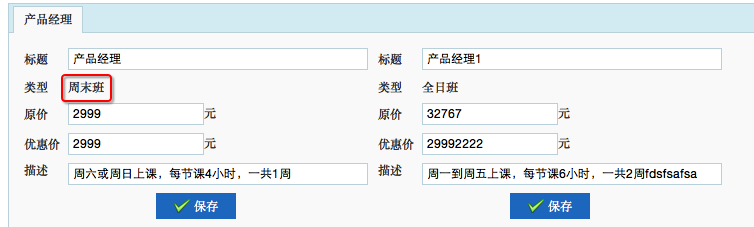 产品经理
标题 产品经理 标题 产品经理1
类型 周末班 类型 全日班
原价 2999 元 原价 32767 元
优惠价 2999 元 优惠价 29992222 元
描述 周六或周日上课，每节课4小时，一共1周 描述 周一到周五上课，每节课6小时，一共2周fdsfsafsa
保存 保存